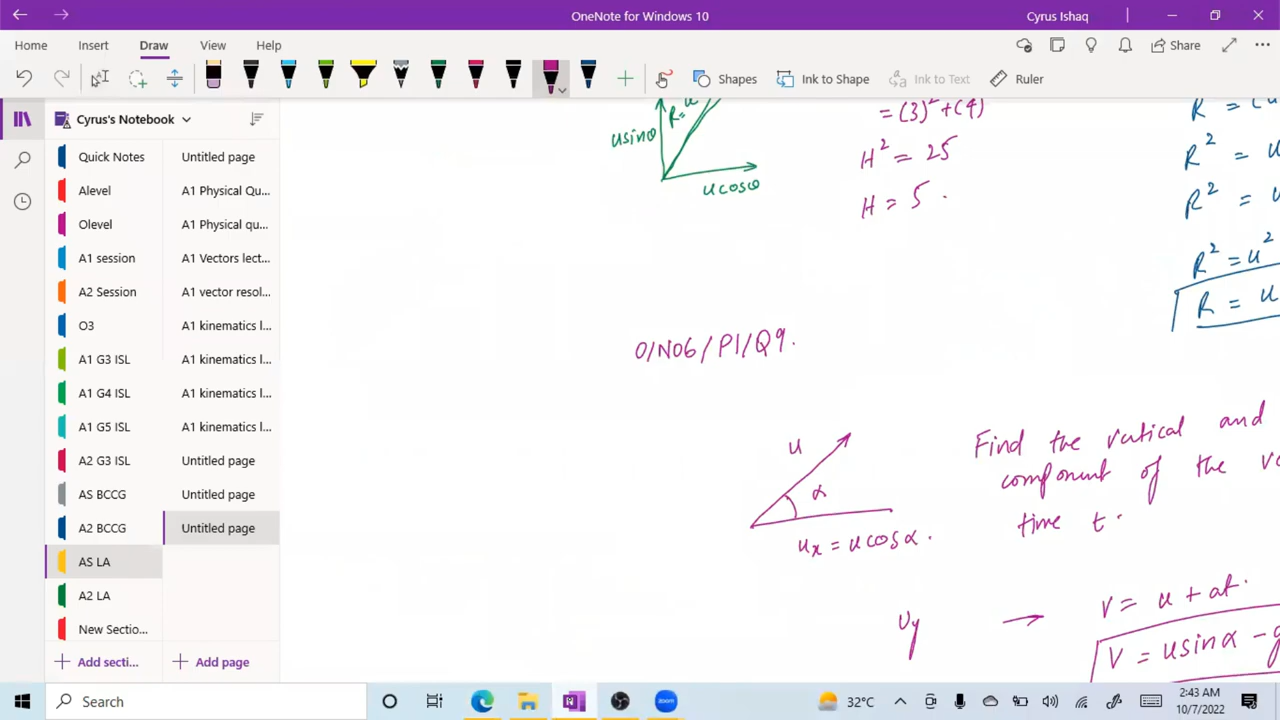 OneNote for Windows 10
Cyrus Ishaq
Home Insert Draw View Help
Share
Shapes Ink to Shape Ink to Text Ruler
Cyrus's Notebook
Quick Notes
Alevel
Olevel
A1 session
A2 Session
O3
A1 G3 ISL
A1 G4 ISL
A1 G5 ISL
A2 G3 ISL
AS BCCG
A2 BCCG
AS LA
A2 LA
New Sectio...
Add secti...
Untitled page
A1 Physical Qu...
A1 Physical qu...
A1 Vectors lect...
A1 vector resol...
A1 kinematics l...
A1 kinematics l...
A1 kinematics l...
A1 kinematics l...
Untitled page
Untitled page
Untitled page
Add page
usinθ
R= u
ucosθ
= (3)² + (4)
H² = 25
H = 5 .
R = (u
R² = u
R² = u
R² = u²
R = u
O/N06/P1/Q9.
u
α
uₓ = ucosα .
Find the vertical and
component of the
time t .
v = u + at.
V = usinα - g
Search
32°C
2:43 AM
10/7/2022